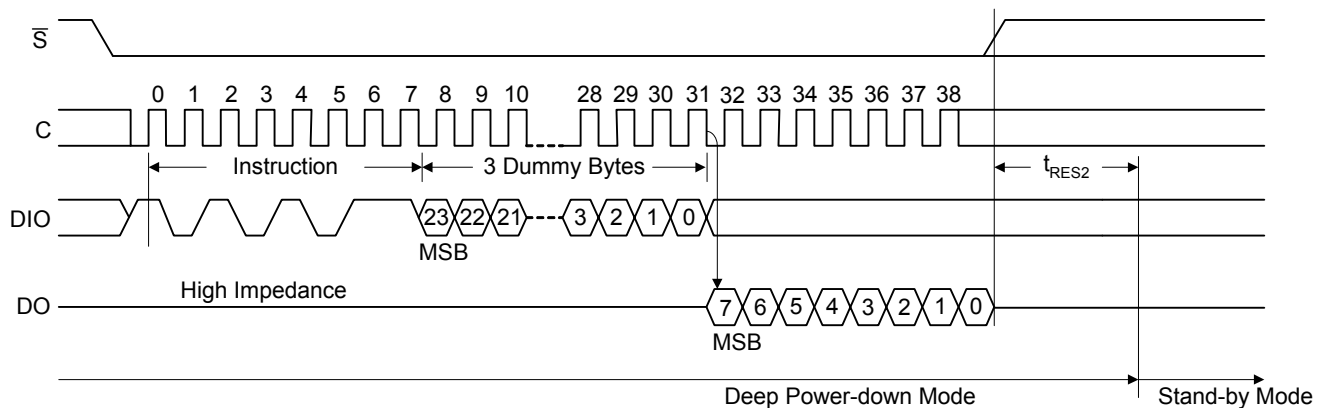 S
0 1 2 3 4 5 6 7 8 9 10 28 29 30 31 32 33 34 35 36 37 38
C
Instruction 3 Dummy Bytes tRES2
DIO 23 22 21 3 2 1 0
MSB
High Impedance
DO 7 6 5 4 3 2 1 0
MSB
Deep Power-down Mode Stand-by Mode